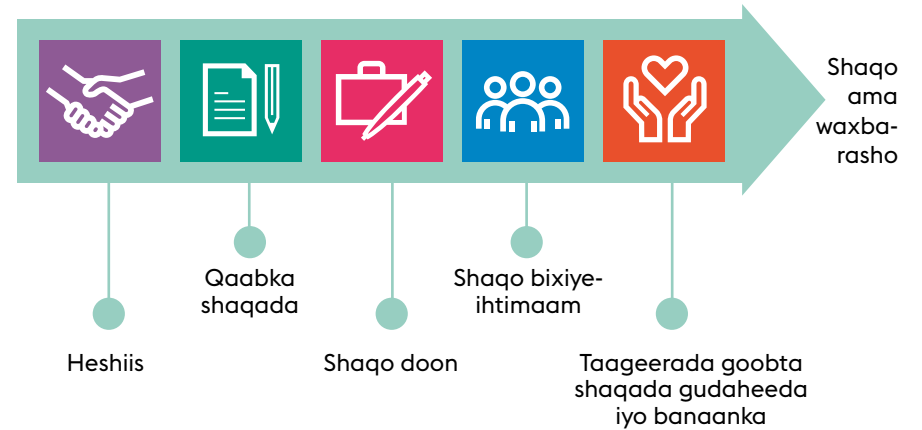 Shaqo
ama
waxba-
rasho
Qaabka
shaqada
Shaqo bixiye-
ihtimaam
Heshiis
Shaqo doon
Taageerada goobta
shaqada gudaheeda
iyo banaanka